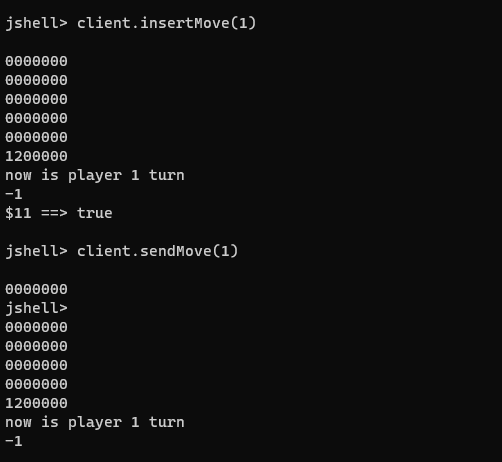 jshell> client.insertMove(1)
0000000
0000000
0000000
0000000
0000000
1200000
now is player 1 turn
-1
$11 ==> true
jshell> client.sendMove(1)
0000000
jshell>
0000000
0000000
0000000
0000000
1200000
now is player 1 turn
-1